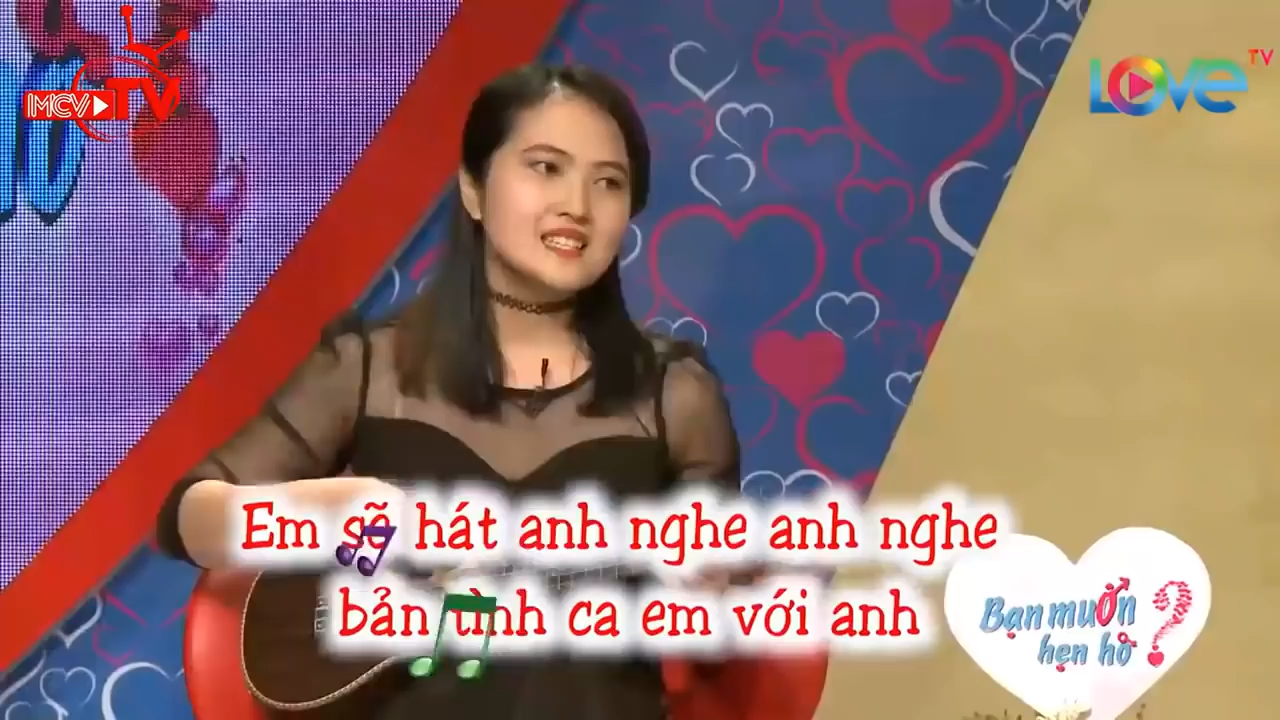 MCV TV
LOVE TV
Em sẽ hát anh nghe anh nghe
bản tình ca em với anh
Bạn muốn
hẹn hò ?